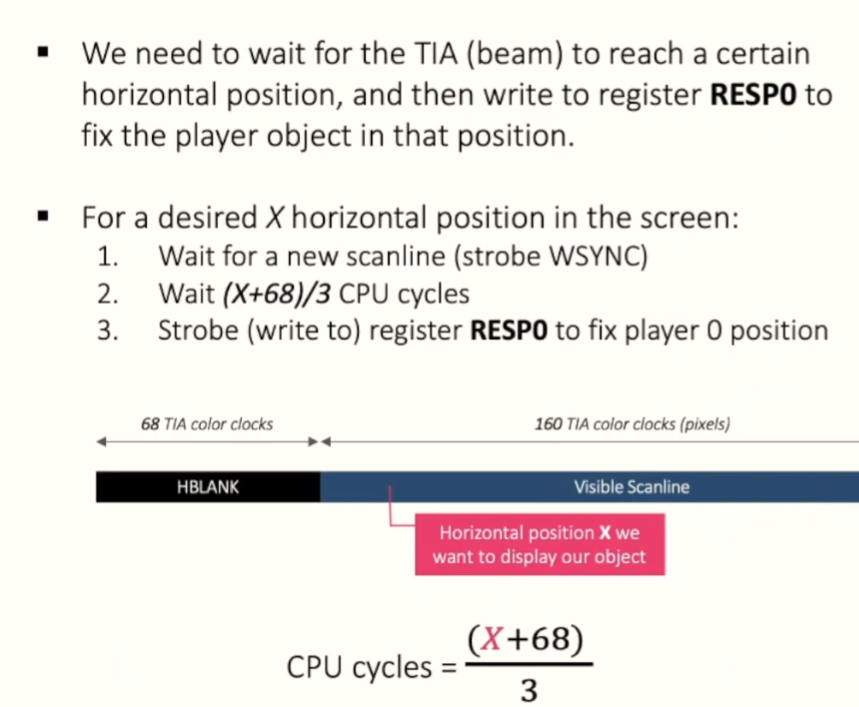 ▪ We need to wait for the TIA (beam) to reach a certain
horizontal position, and then write to register RESP0 to
fix the player object in that position.
▪ For a desired X horizontal position in the screen:
1. Wait for a new scanline (strobe WSYNC)
2. Wait (X+68)/3 CPU cycles
3. Strobe (write to) register RESP0 to fix player 0 position
68 TIA color clocks
160 TIA color clocks (pixels)
HBLANK
Visible Scanline
Horizontal position X we
want to display our object
CPU cycles = (X+68)
3